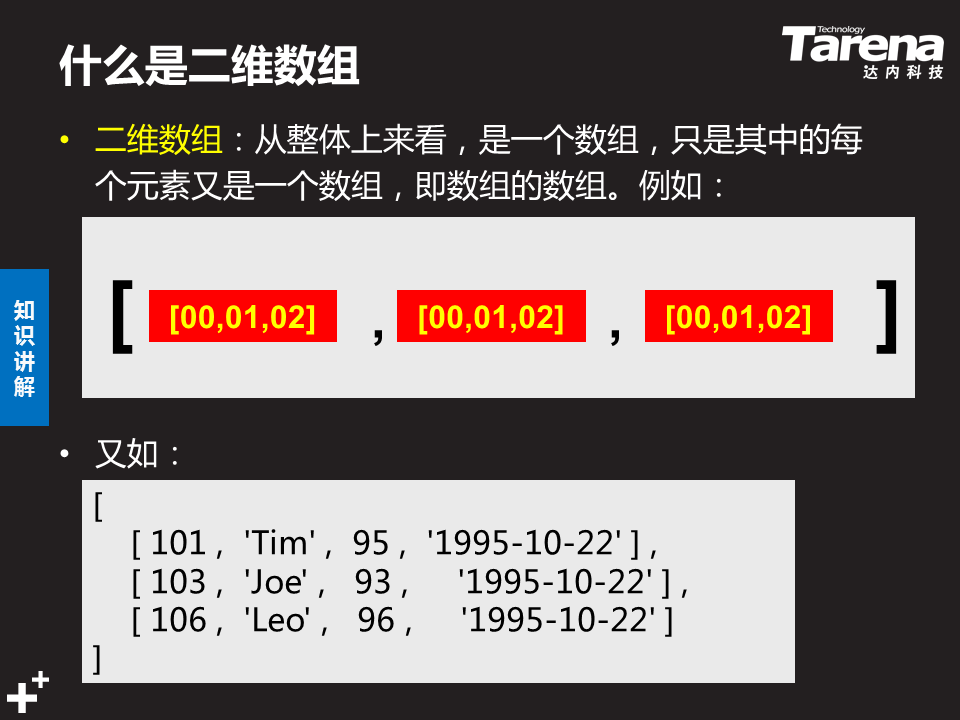 什么是二维数组
Technology
Tarena
达内科技
• 二维数组：从整体上来看，是一个数组，只是其中的每
个元素又是一个数组，即数组的数组。例如：
[ [00,01,02] , [00,01,02] , [00,01,02] ]
知
识
讲
解
• 又如：
[
[ 101 , 'Tim' , 95 , '1995-10-22' ] ,
[ 103 , 'Joe' , 93 , '1995-10-22' ] ,
[ 106 , 'Leo' , 96 , '1995-10-22' ]
]